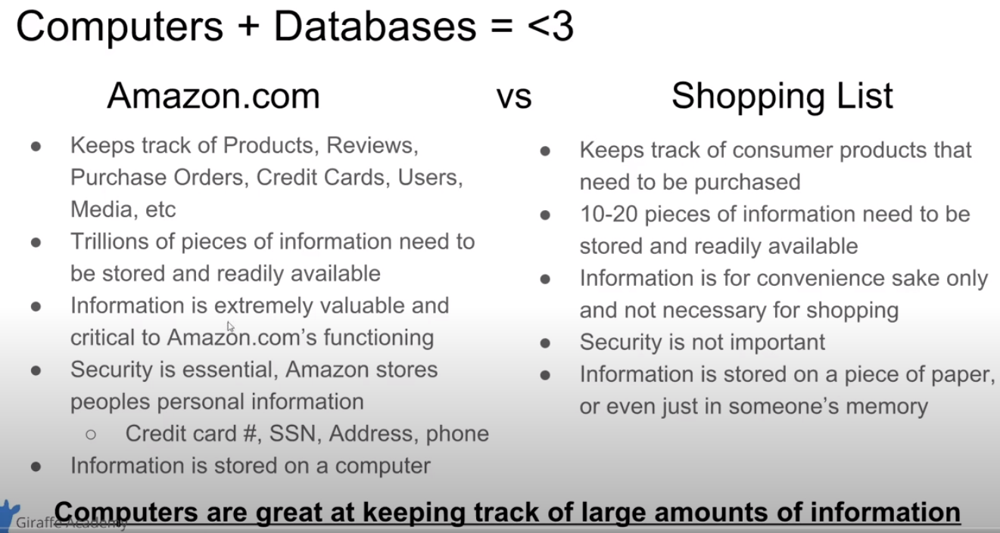 Computers + Databases = <3
Amazon.com vs Shopping List
● Keeps track of Products, Reviews,
Purchase Orders, Credit Cards, Users,
Media, etc
● Trillions of pieces of information need to
be stored and readily available
● Information is extremely valuable and
critical to Amazon.com’s functioning
● Security is essential, Amazon stores
peoples personal information
○ Credit card #, SSN, Address, phone
● Information is stored on a computer
● Keeps track of consumer products that
need to be purchased
● 10-20 pieces of information need to be
stored and readily available
● Information is for convenience sake only
and not necessary for shopping
● Security is not important
● Information is stored on a piece of paper,
or even just in someone’s memory
Computers are great at keeping track of large amounts of information
Giraffe Academy